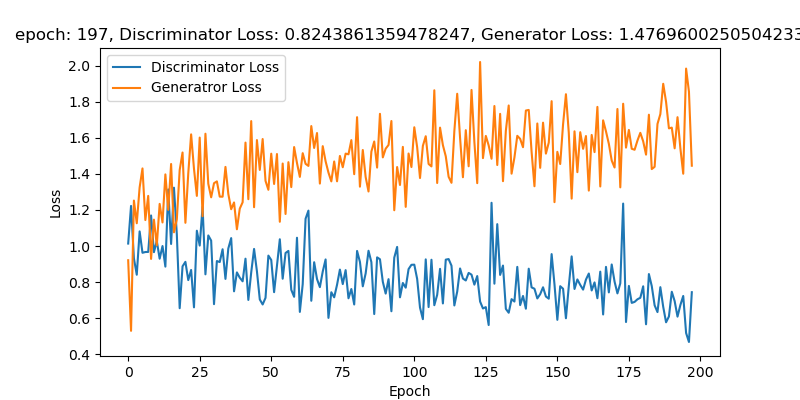 epoch: 197, Discriminator Loss: 0.8243861359478247, Generator Loss: 1.4769600250504233
Discriminator Loss
Generatror Loss
Loss
2.0
1.8
1.6
1.4
1.2
1.0
0.8
0.6
0.4
0 25 50 75 100 125 150 175 200
Epoch